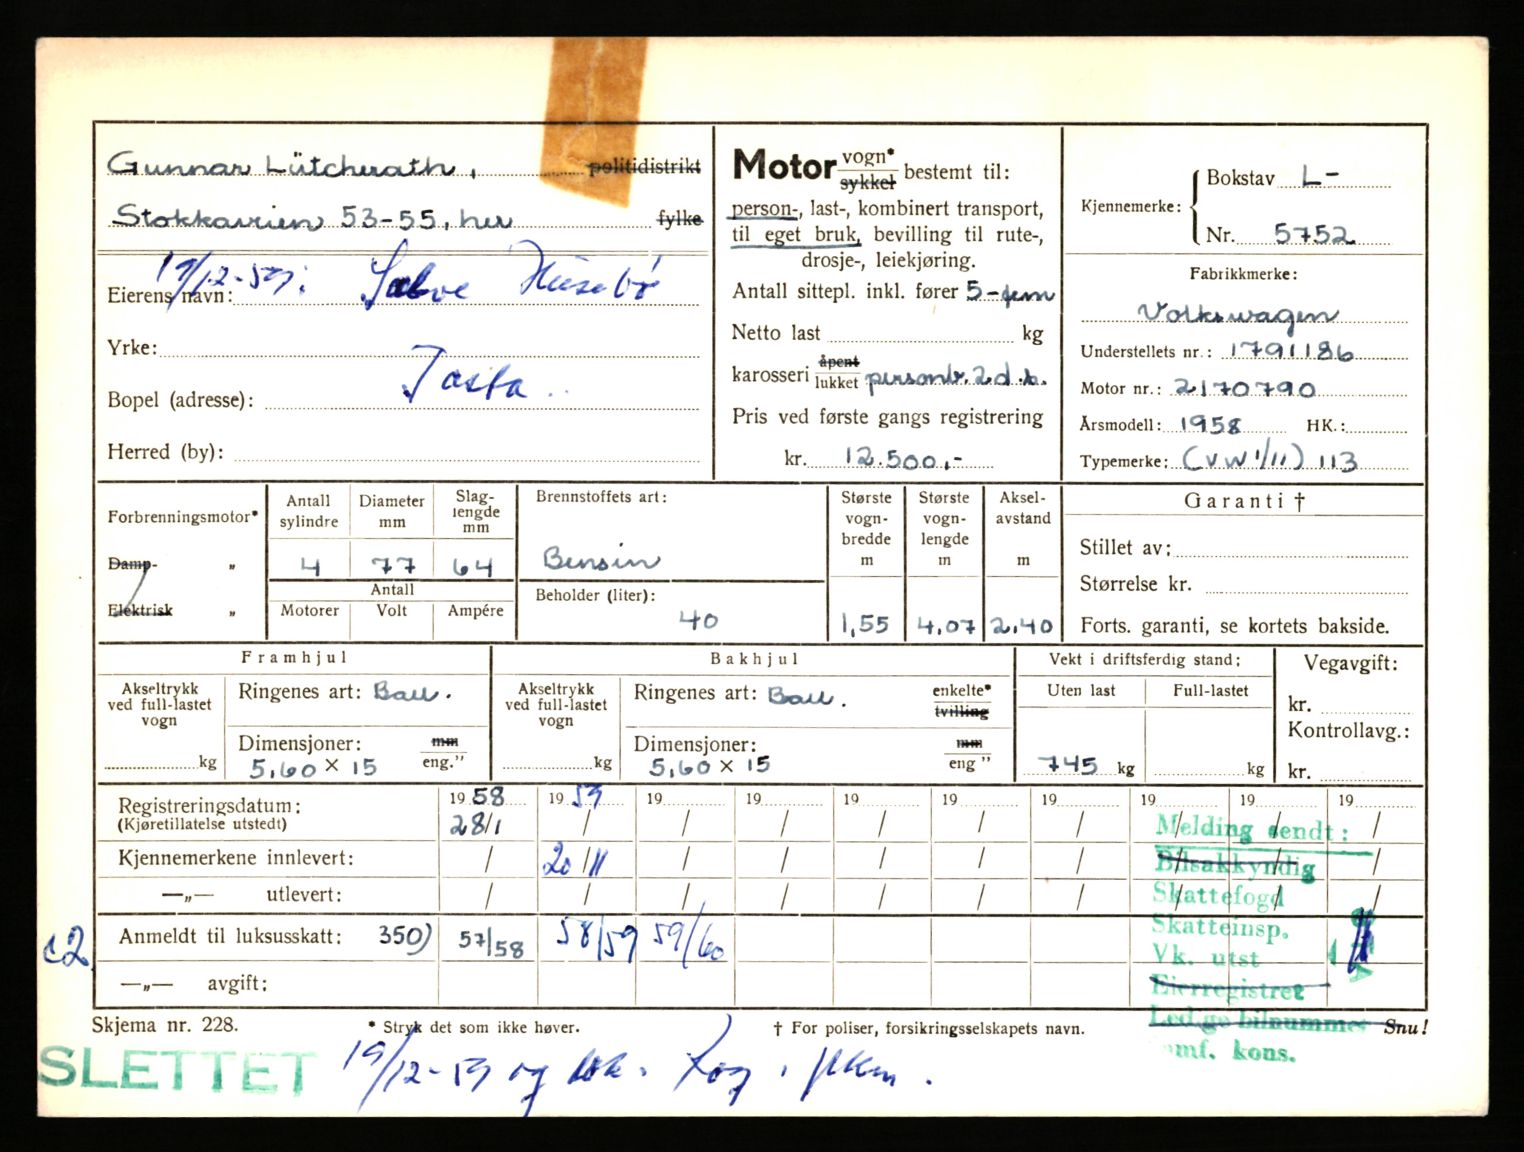 Gunnar Lütcherath, politidistrikt
Stokkaveien 53-55, her fylke
19/12-59: Salve Husebø
Eierens navn:
Yrke:
Tasta
Bopel (adresse):
Herred (by):
Motor vogn* sykkel bestemt til:
person-, last-, kombinert transport,
til eget bruk, bevilling til rute-,
drosje-, leiekjøring.
Antall sittepl. inkl. fører 5-fem
Netto last kg
karosseri åpent lukket personb. 2.d.b.
Pris ved første gangs registrering
kr. 12.500,-
Kjennemerke: Bokstav L-
Nr. 5752
Fabrikkmerke:
Volkswagen
Understellets nr.: 1791186
Motor nr.: 2170790
Årsmodell: 1958 HK.:
Typemerke: (VW 1/11) 113
Forbrenningsmotor*
Damp- „
Elektrisk „
Antall sylindre Diameter mm Slag-lengde mm
4 77 64
Antall
Motorer Volt Ampére
Brennstoffets art:
Bensin
Beholder (liter):
40
Største vogn-bredde m
1,55
Største vogn-lengde m
4.07
Aksel-avstand m
2.40
Garanti †
Stillet av:
Størrelse kr.
Forts. garanti, se kortets bakside.
Framhjul
Akseltrykk ved full-lastet vogn
kg
Ringenes art: Ball.
Dimensjoner: mm eng."
5,60 x 15
Bakhjul
Akseltrykk ved full-lastet vogn
kg
Ringenes art: Ball. enkelte* tvilling
Dimensjoner: mm eng "
5,60 x 15
Vekt i driftsferdig stand:
Uten last Full-lastet
745 kg kg
Vegavgift:
kr.
Kontrollavg.:
kr.
Registreringsdatum: 19 58 19 59 19 19 19 19 19 19 19 19
(Kjøretillatelse utstedt) 28/1 / / / / / / / / /
Kjennemerkene innlevert: / 20/11 / / / / / / / /
—„— utlevert: / / / / / / / / / /
Anmeldt til luksusskatt: 350) 57/58 58/59 59/60
c2
—„— avgift:
Melding sendt:
Bilsakkyndig
Skattefogd
Skatteinsp.
Vk. utst
Eierregistret
Led.ge bilnummer
omf. kons.
Skjema nr. 228.
* Stryk det som ikke høver.
† For poliser, forsikringsselskapets navn.
Snu!
SLETTET
19/12-59 og